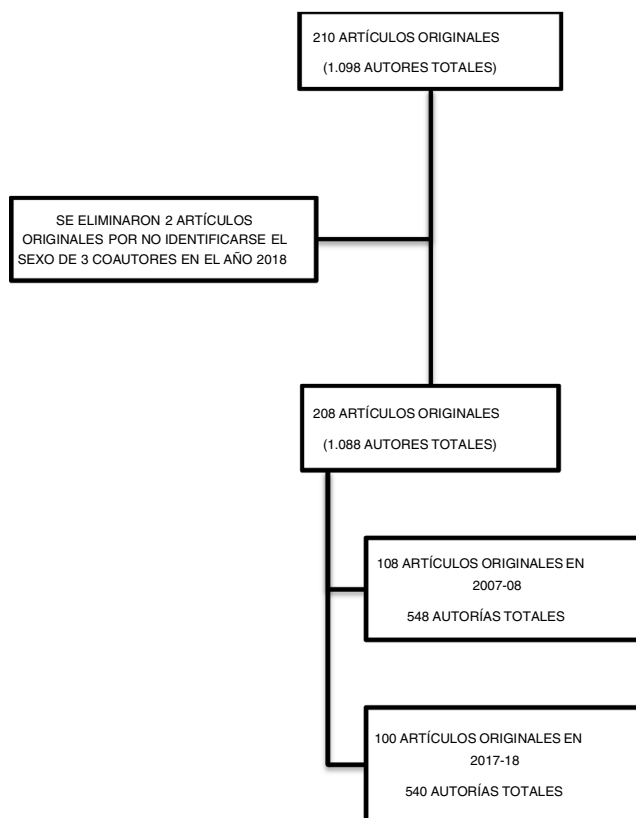 210 ARTÍCULOS ORIGINALES
(1.098 AUTORES TOTALES)
SE ELIMINARON 2 ARTÍCULOS
ORIGINALES POR NO IDENTIFICARSE EL
SEXO DE 3 COAUTORES EN EL AÑO 2018
208 ARTÍCULOS ORIGINALES
(1.088 AUTORES TOTALES)
108 ARTÍCULOS ORIGINALES EN
2007-08
548 AUTORÍAS TOTALES
100 ARTÍCULOS ORIGINALES EN
2017-18
540 AUTORÍAS TOTALES